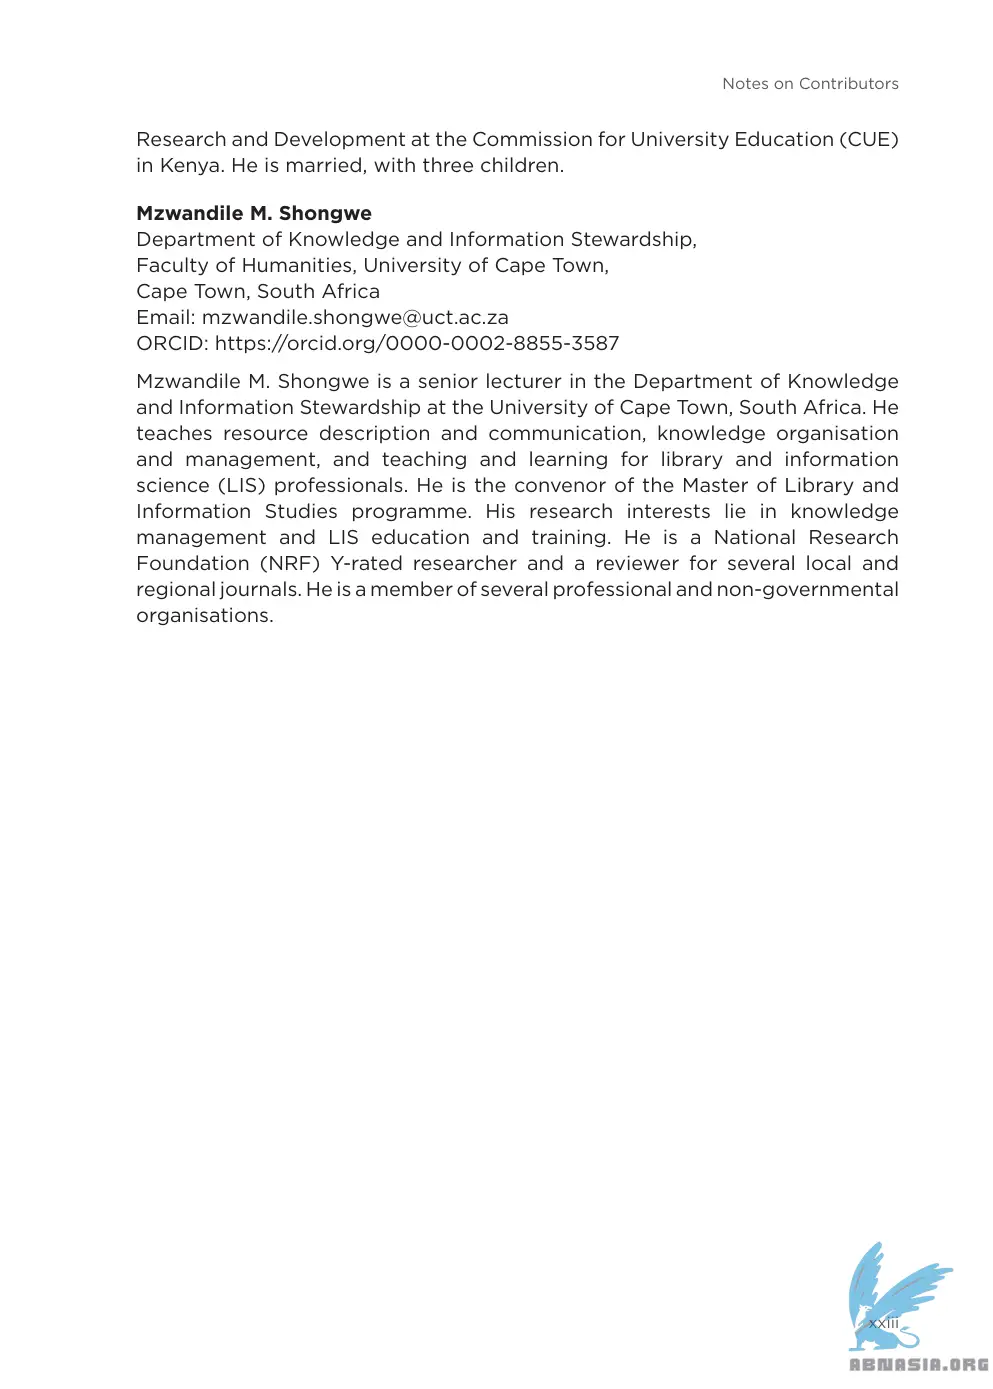 Notes on Contributors
Research and Development at the Commission for University Education (CUE)
in Kenya. He is married, with three children.
Mzwandile M. Shongwe
Department of Knowledge and Information Stewardship,
Faculty of Humanities, University of Cape Town,
Cape Town, South Africa
Email: mzwandile.shongwe@uct.ac.za
ORCID: https://orcid.org/0000-0002-8855-3587
Mzwandile M. Shongwe is a senior lecturer in the Department of Knowledge
and Information Stewardship at the University of Cape Town, South Africa. He
teaches resource description and communication, knowledge organisation
and management, and teaching and learning for library and information
science (LIS) professionals. He is the convenor of the Master of Library and
Information Studies programme. His research interests lie in knowledge
management and LIS education and training. He is a National Research
Foundation (NRF) Y-rated researcher and a reviewer for several local and
regional journals. He is a member of several professional and non-governmental
organisations.
xxiii
ABNASIA.ORG